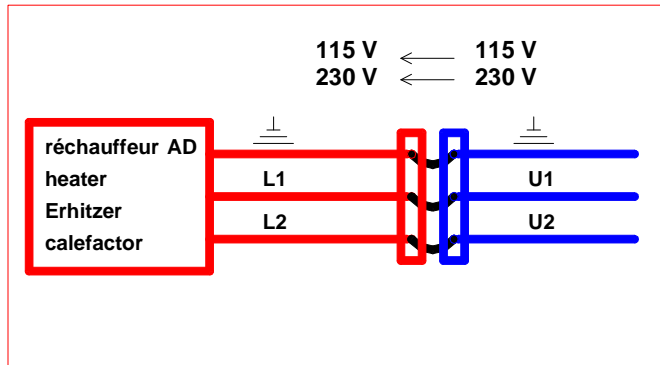 115 V 115 V
230 V 230 V
réchauffeur AD
heater
Erhitzer
calefactor
L1 U1
L2 U2